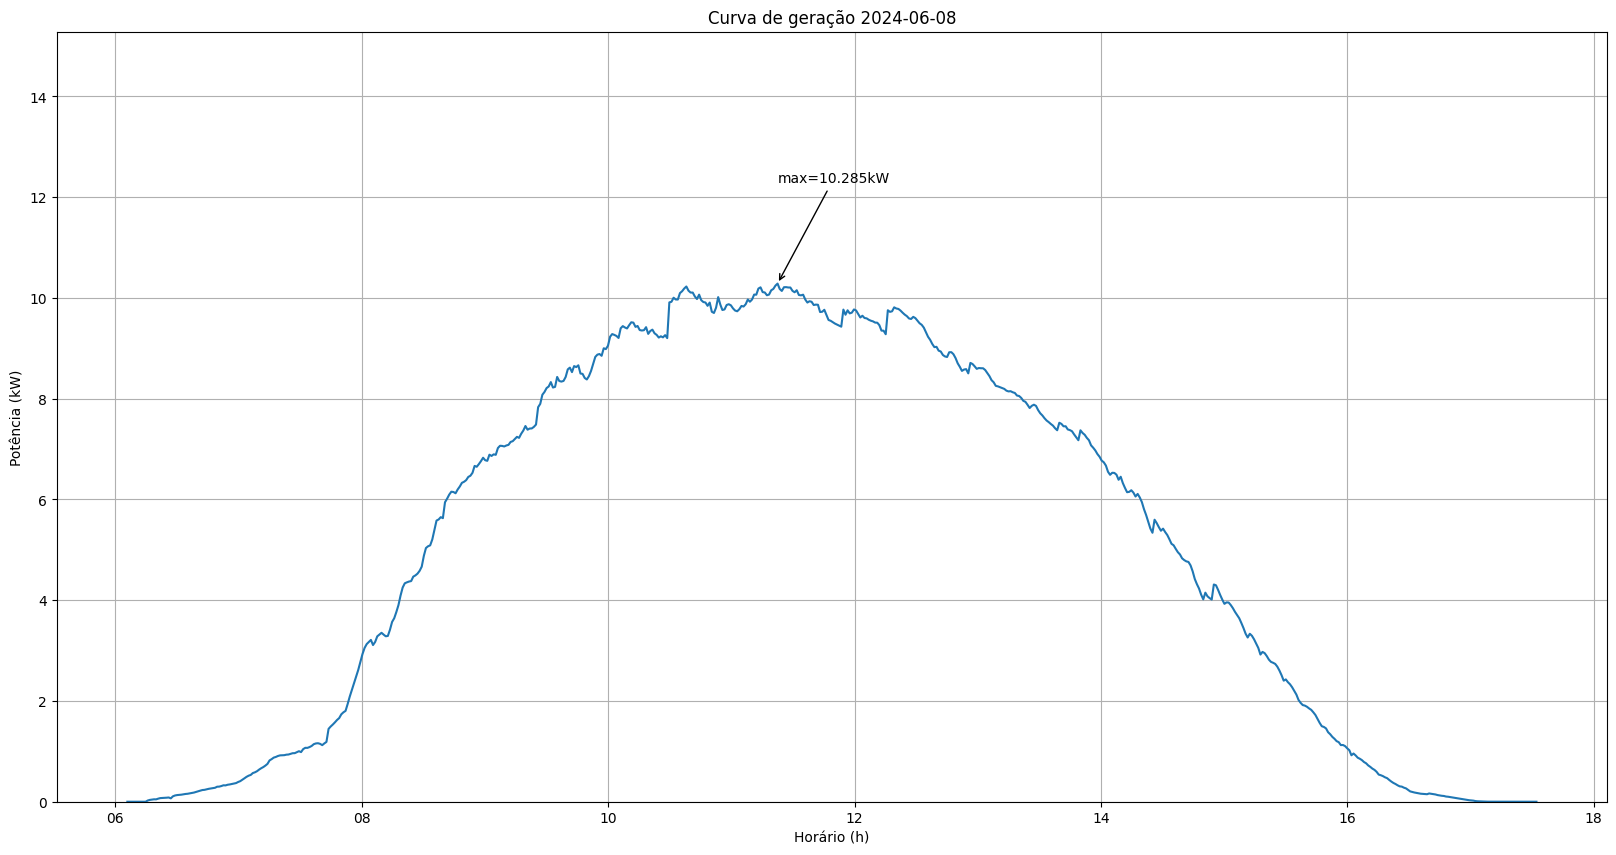 Curva de geração 2024-06-08
14
12
10
8
6
4
2
0
Potência (kW)
max=10.285kW
06 08 10 12 14 16 18
Horário (h)